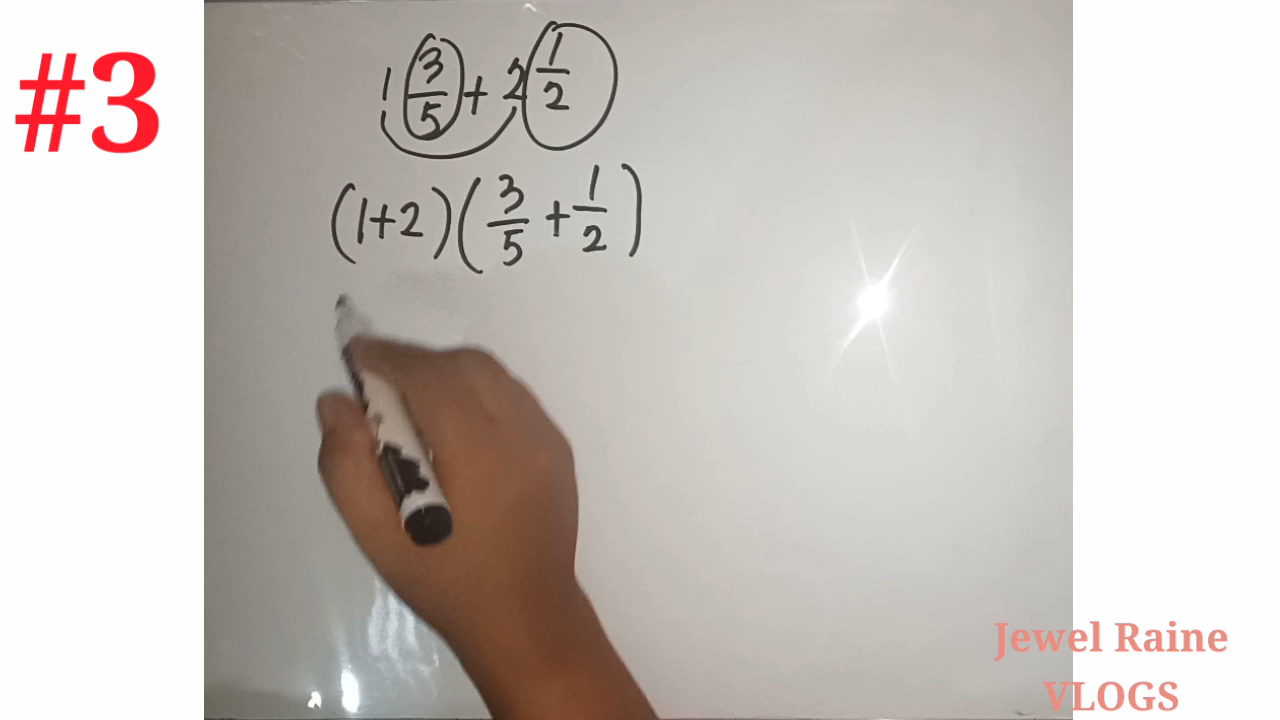 #3
1 3/5 + 2 1/2
(1+2)(3/5 + 1/2)
Jewel Raine
VLOGS